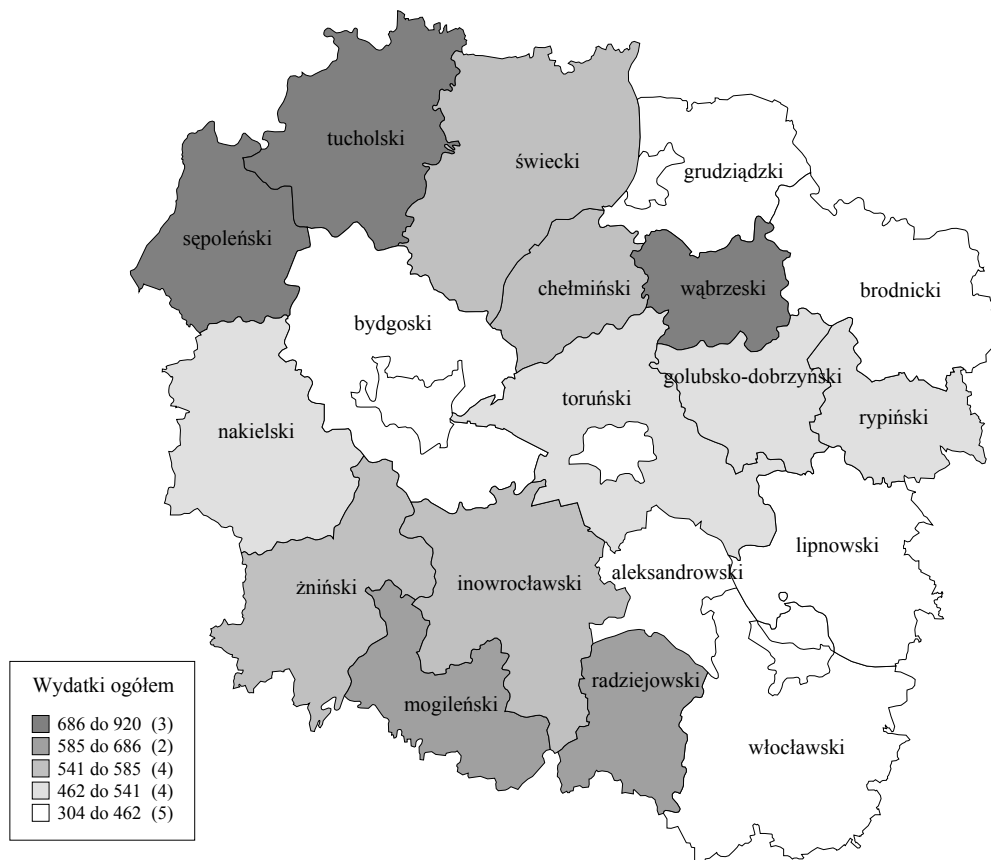 tucholski
świecki
grudziądzki
sępoleński
chełmiński
wąbrzeski
brodnicki
bydgoski
golubsko-dobrzyński
toruński
rypiński
nakielski
lipnowski
aleksandrowski
inowrocławski
żniński
radziejowski
mogileński
włocławski
Wydatki ogółem
686 do 920 (3)
585 do 686 (2)
541 do 585 (4)
462 do 541 (4)
304 do 462 (5)